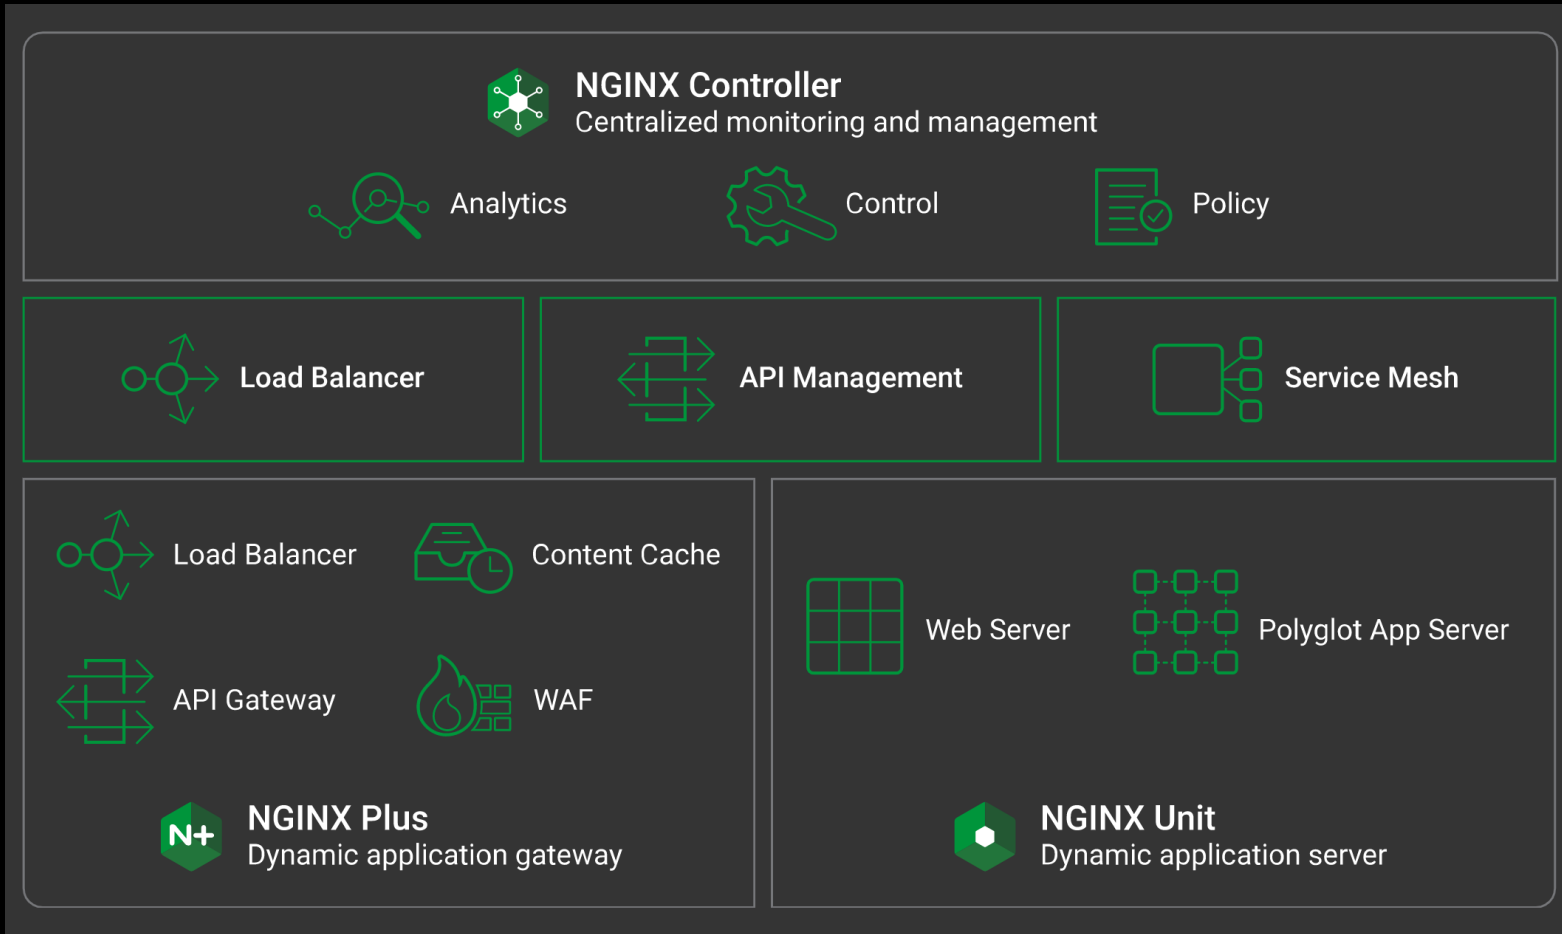 NGINX Controller
Centralized monitoring and management
Analytics
Control
Policy
Load Balancer
API Management
Service Mesh
Load Balancer
Content Cache
API Gateway
WAF
N+
NGINX Plus
Dynamic application gateway
Web Server
Polyglot App Server
NGINX Unit
Dynamic application server